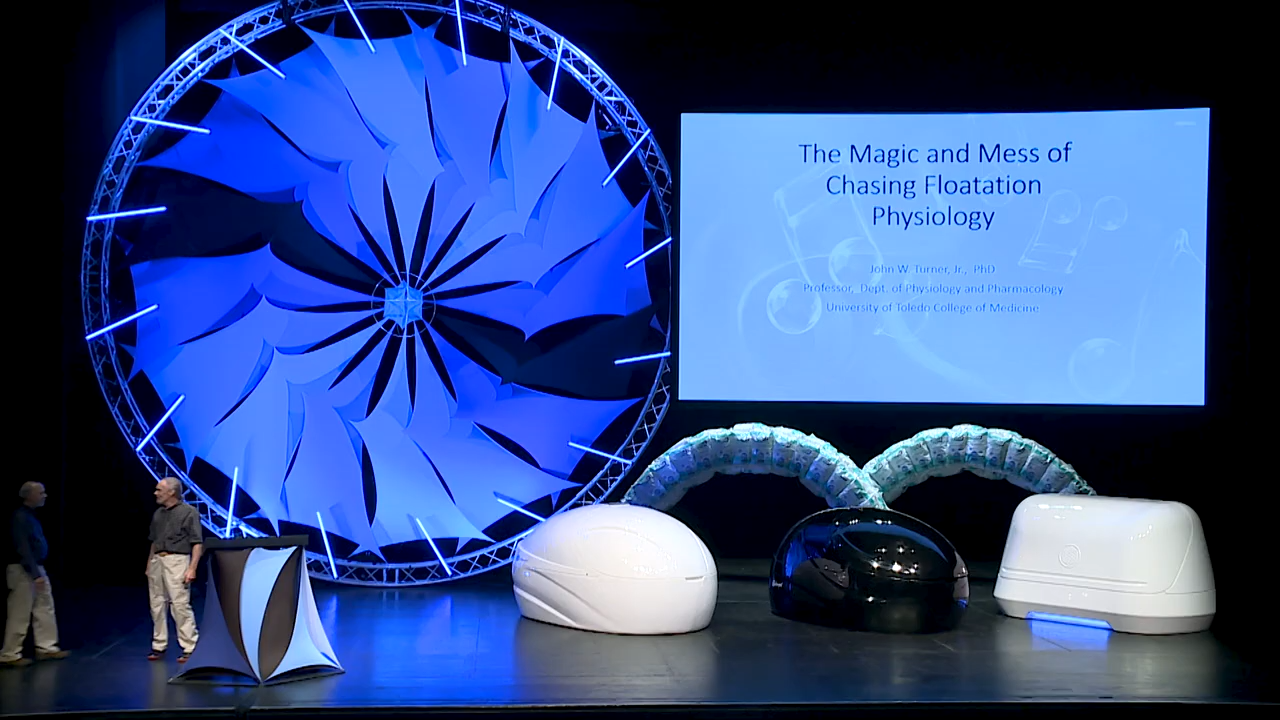 The Magic and Mess of
Chasing Floatation
Physiology
John W. Turner, Jr., PhD
Professor, Dept. of Physiology and Pharmacology
University of Toledo College of Medicine